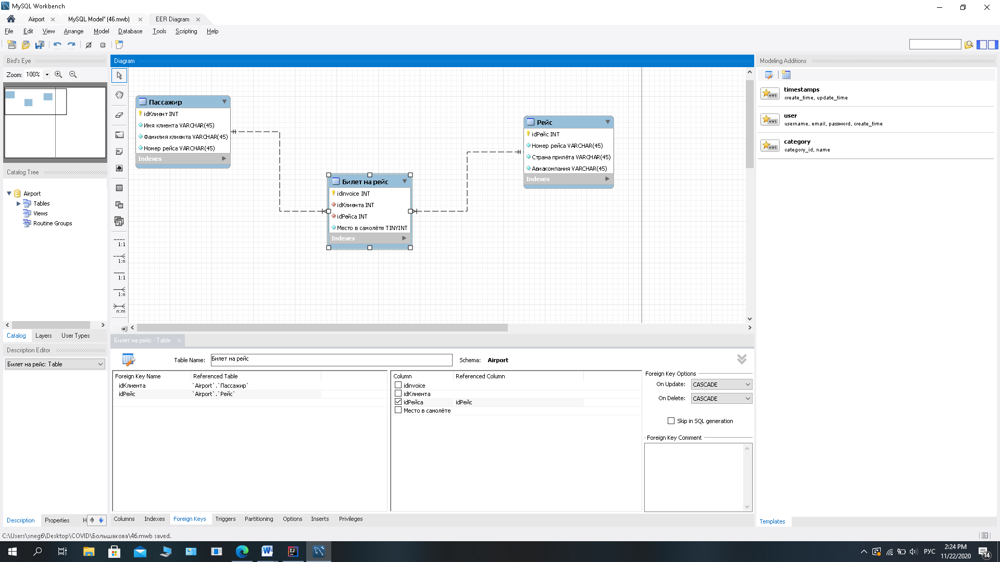 MySQL Workbench
Airport
MySQL Model* (46.mwb)
EER Diagram
File Edit View Arrange Model Database Tools Scripting Help
Bird's Eye
Zoom: 100%
Catalog Tree
Airport
Tables
Views
Routine Groups
Catalog Layers User Types
Description Editor
Билет на рейс: Table
Description Properties H
Diagram
1:1
1:n
1:1
1:n
n:m
Пассажир
idКлиент INT
Имя клиента VARCHAR(45)
Фамилия клиента VARCHAR(45)
Номер рейса VARCHAR(45)
Indexes
Билет на рейс
idinvoice INT
idКлиента INT
idРейса INT
Место в самолёте TINYINT
Indexes
Рейс
idРейс INT
Номер рейса VARCHAR(45)
Страна прилёта VARCHAR(45)
Авиакомпания VARCHAR(45)
Indexes
Билет на рейс - Table
Table Name: Билет на рейс Schema: Airport
Foreign Key Name Referenced Table
idКлиента `Airport`.`Пассажир`
idРейс `Airport`.`Рейс`
Column Referenced Column
idinvoice
idКлиента
idРейса idРейс
Место в самолёте
Foreign Key Options
On Update: CASCADE
On Delete: CASCADE
Skip in SQL generation
Foreign Key Comment
Columns Indexes Foreign Keys Triggers Partitioning Options Inserts Privileges
Modeling Additions
MWB
timestamps
create_time, update_time
MWB
user
username, email, password, create_time
MWB
category
category_id, name
Templates
C:\Users\sneg6\Desktop\COVID\Большакова\46.mwb saved.
РУС
2:24 PM
11/22/2020
14